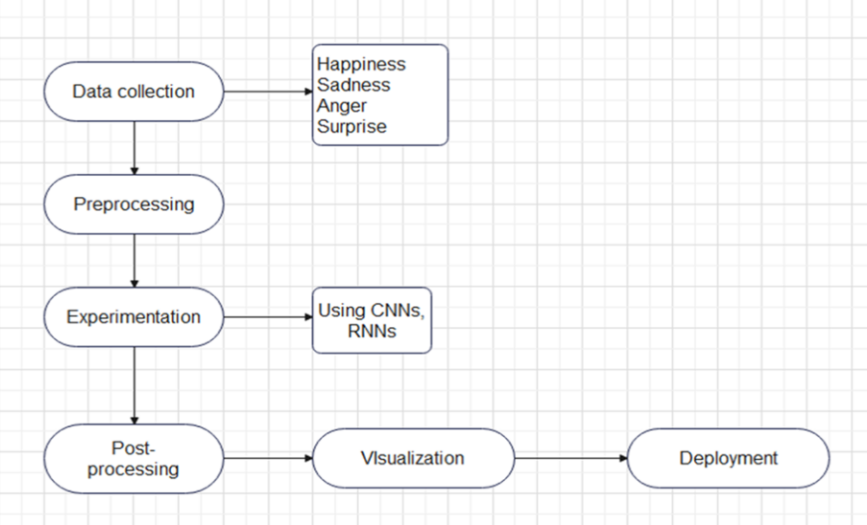 Data collection
Happiness
Sadness
Anger
Surprise
Preprocessing
Experimentation
Using CNNs,
RNNs
Post-
processing
VIsualization
Deployment